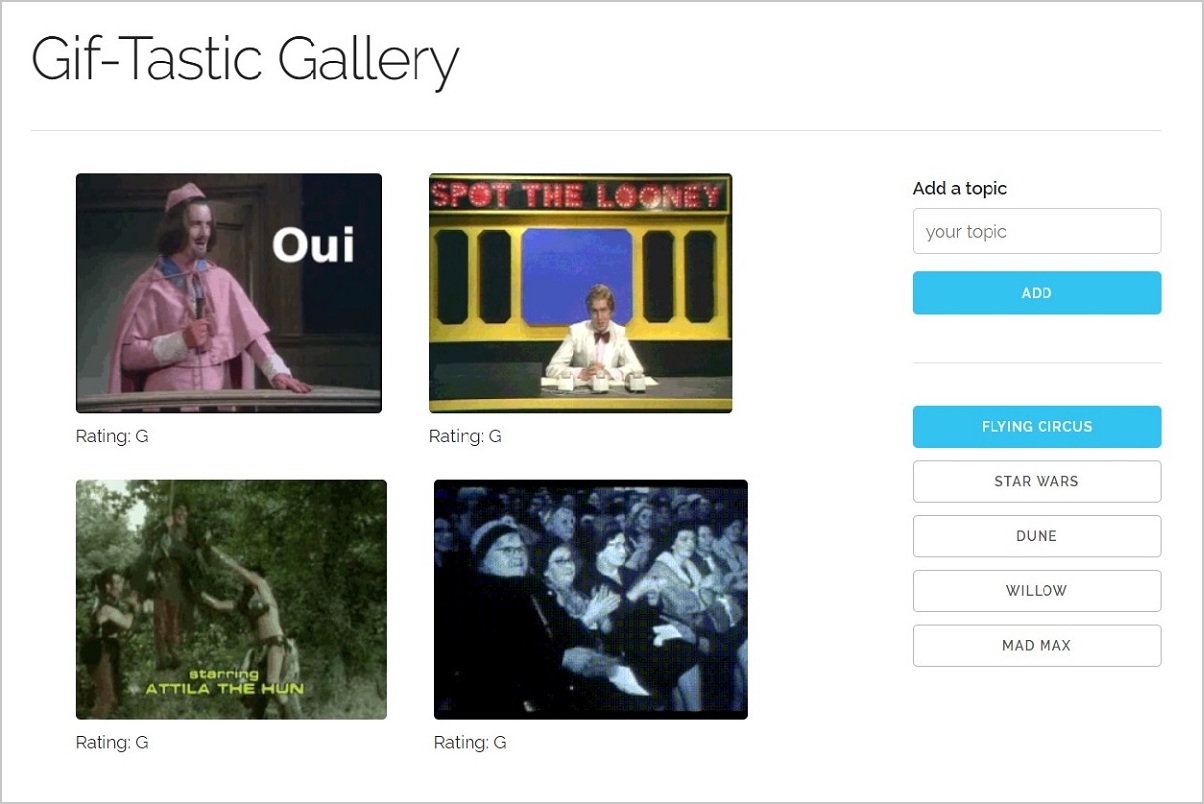 Gif-Tastic Gallery
Oui
Rating: G
SPOT THE LOONEY
Rating: G
starring
ATTILA THE HUN
Rating: G
Rating: G
Add a topic
your topic
ADD
FLYING CIRCUS
STAR WARS
DUNE
WILLOW
MAD MAX